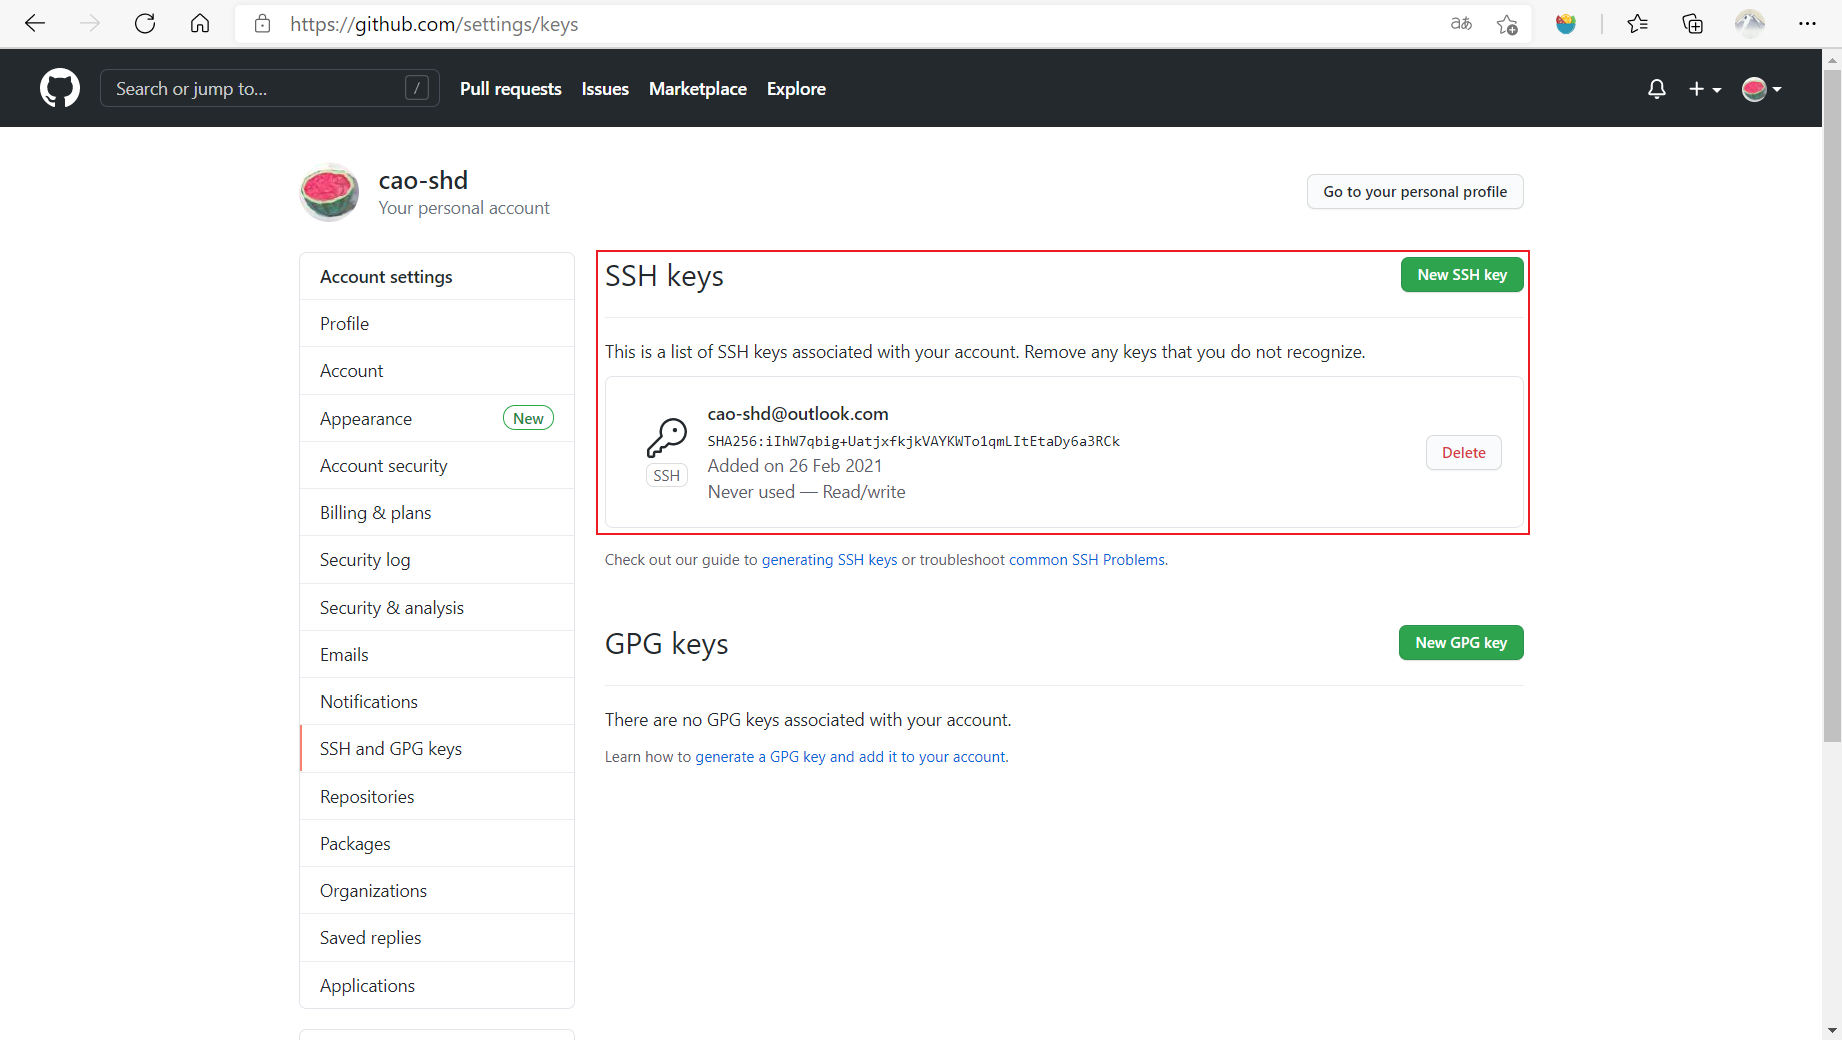 https://github.com/settings/keys
aあ
Search or jump to...
/
Pull requests
Issues
Marketplace
Explore
cao-shd
Your personal account
Go to your personal profile
Account settings
Profile
Account
Appearance
New
Account security
Billing & plans
Security log
Security & analysis
Emails
Notifications
SSH and GPG keys
Repositories
Packages
Organizations
Saved replies
Applications
SSH keys
New SSH key
This is a list of SSH keys associated with your account. Remove any keys that you do not recognize.
cao-shd@outlook.com
SHA256:iIhW7qbig+UatjxfkjkVAYKWTo1qmLItEtaDy6a3RCk
Added on 26 Feb 2021
Never used — Read/write
SSH
Delete
Check out our guide to generating SSH keys or troubleshoot common SSH Problems.
GPG keys
New GPG key
There are no GPG keys associated with your account.
Learn how to generate a GPG key and add it to your account.